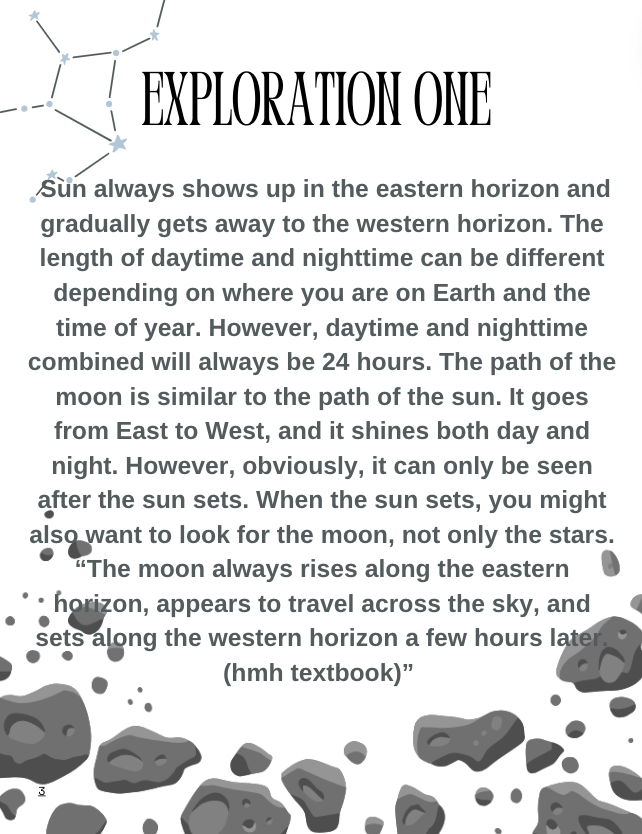 EXPLORATION ONE
Sun always shows up in the eastern horizon and
gradually gets away to the western horizon. The
length of daytime and nighttime can be different
depending on where you are on Earth and the
time of year. However, daytime and nighttime
combined will always be 24 hours. The path of the
moon is similar to the path of the sun. It goes
from East to West, and it shines both day and
night. However, obviously, it can only be seen
after the sun sets. When the sun sets, you might
also want to look for the moon, not only the stars.
“The moon always rises along the eastern
horizon, appears to travel across the sky, and
sets along the western horizon a few hours later.
(hmh textbook)”
3